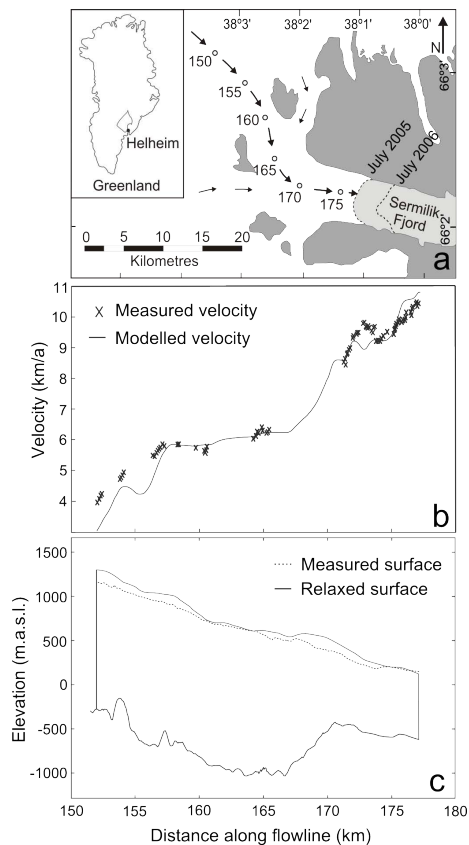 38°3'
38°2'
38°1'
38°0'
N
66°3'
150
155
160
165
170
175
July 2005
July 2006
Sermilik
Fjord
66°2'
Helheim
Greenland
0 5 10 15 20
Kilometres
a
11
10
9
8
7
6
5
4
Velocity (km/a)
Measured velocity
Modelled velocity
b
1500
1000
500
0
-500
-1000
Elevation (m.a.s.l.)
Measured surface
Relaxed surface
c
150 155 160 165 170 175 180
Distance along flowline (km)